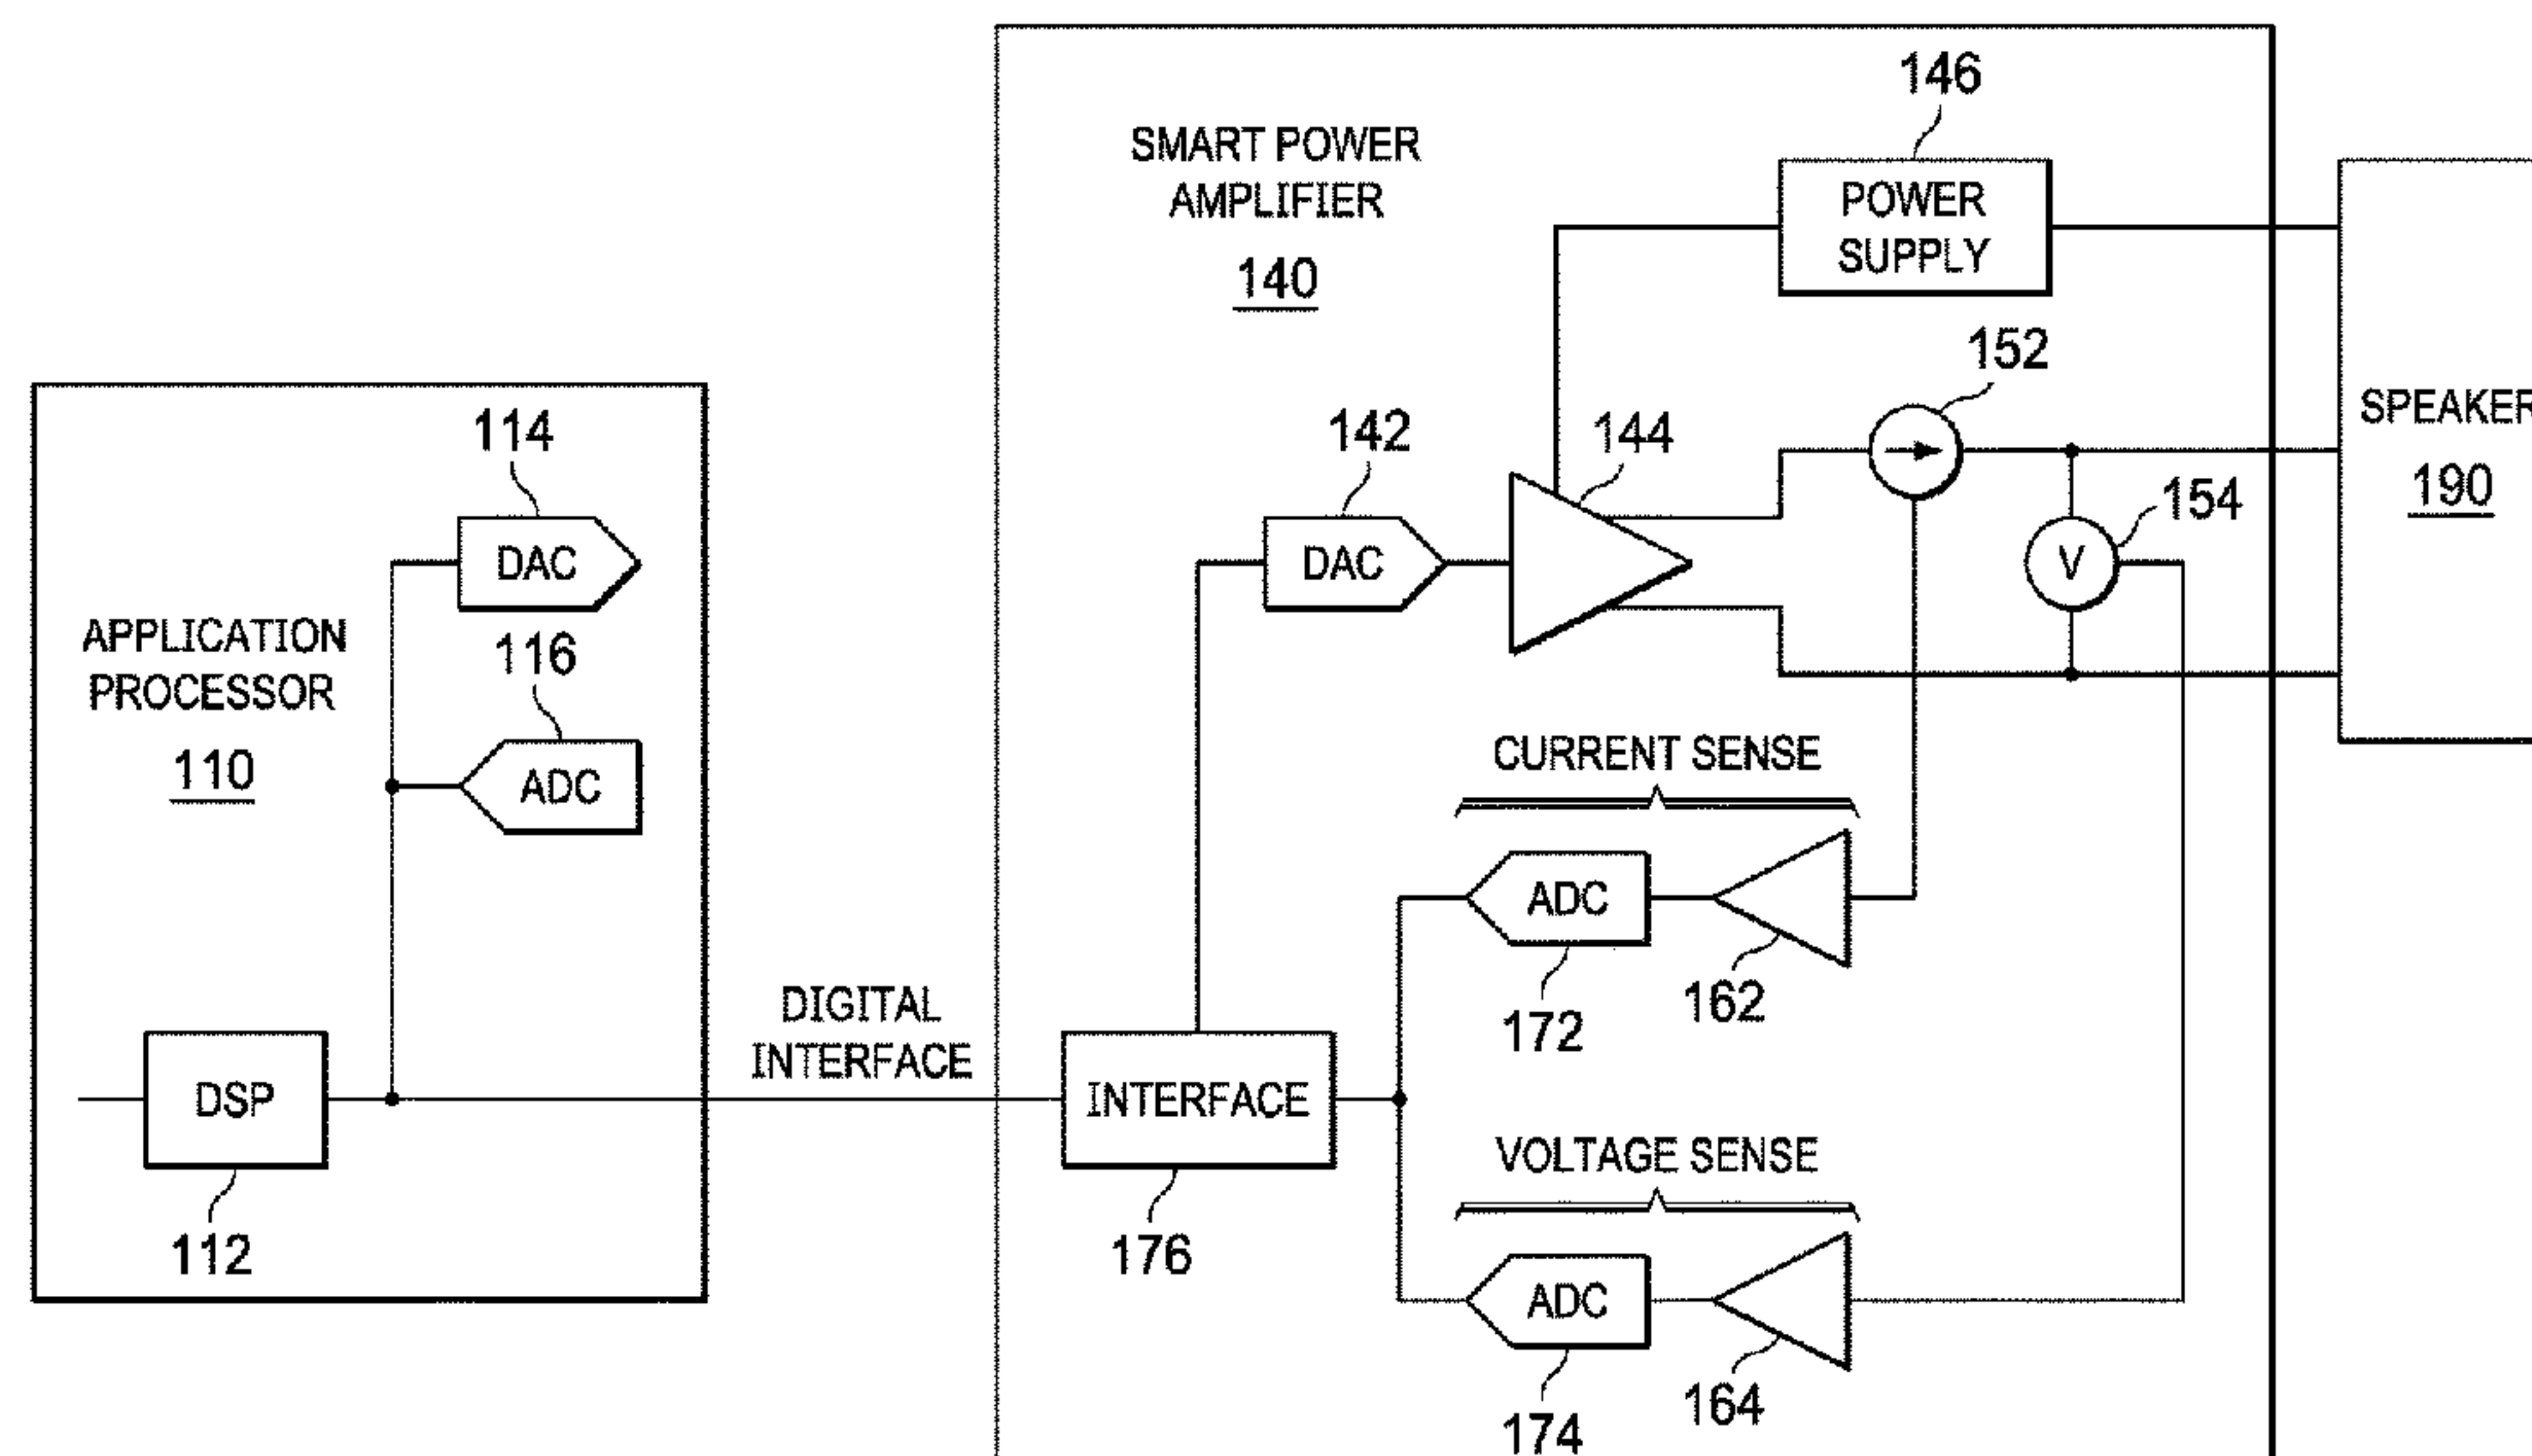 146
SMART POWER
AMPLIFIER
140
POWER
SUPPLY
152
114
142
144
SPEAKER
190
154
DAC
DAC
V
APPLICATION
PROCESSOR
110
116
ADC
CURRENT SENSE
ADC
172
162
DIGITAL
INTERFACE
DSP
INTERFACE
112
176
VOLTAGE SENSE
ADC
174
164